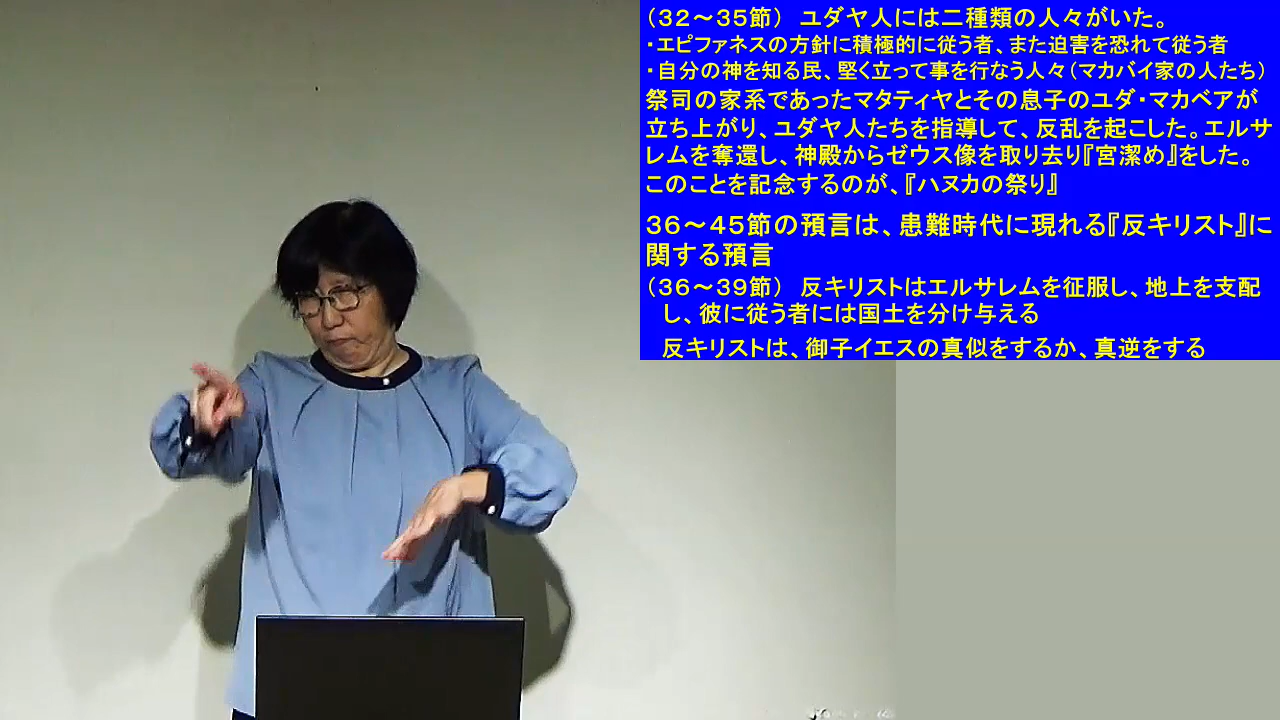 （３２～３５節）　ユダヤ人には二種類の人々がいた。
・エピファネスの方針に積極的に従う者、また迫害を恐れて従う者
・自分の神を知る民、堅く立って事を行なう人々（マカバイ家の人たち）
祭司の家系であったマタティヤとその息子のユダ・マカベアが
立ち上がり、ユダヤ人たちを指導して、反乱を起こした。エルサ
レムを奪還し、神殿からゼウス像を取り去り『宮潔め』をした。
このことを記念するのが、『ハヌカの祭り』
３６～４５節の預言は、患難時代に現れる『反キリスト』に
関する預言
（３６～３９節）　反キリストはエルサレムを征服し、地上を支配
し、彼に従う者には国土を分け与える
反キリストは、御子イエスの真似をするか、真逆をする